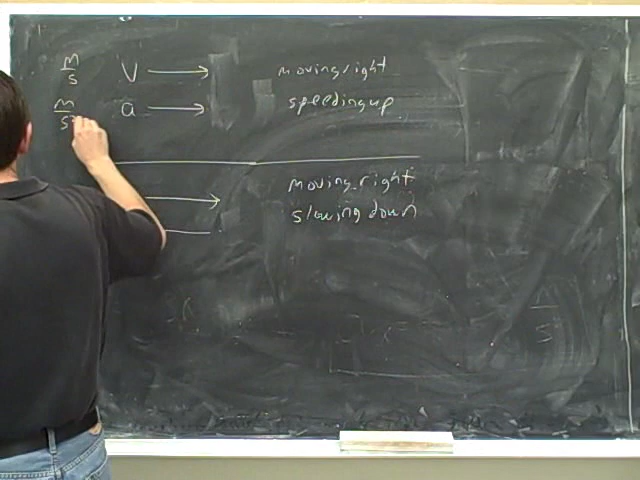 m/s V → moving right
m/s² a → speeding up
→ moving right
slowing down